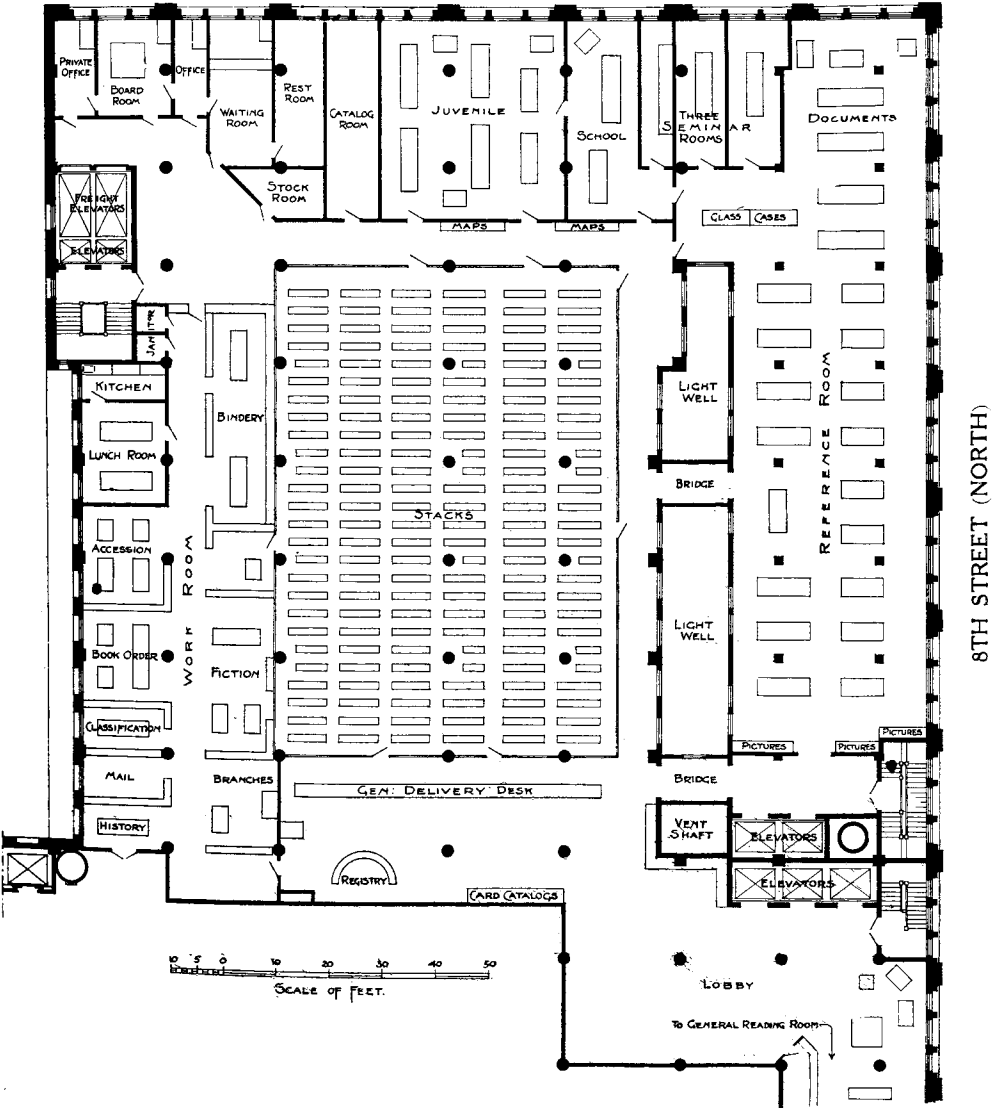 PRIVATE
OFFICE
BOARD
ROOM
OFFICE
WAITING
ROOM
REST
ROOM
CATALOG
ROOM
JUVENILE
SCHOOL
THREE
SEMINAR
ROOMS
DOCUMENTS
STOCK
ROOM
FREIGHT
ELEVATORS
ELEVATORS
MAPS
MAPS
GLASS CASES
JANITOR
KITCHEN
LUNCH ROOM
BINDERY
LIGHT
WELL
REFERENCE ROOM
8TH STREET (NORTH)
BRIDGE
STACKS
ACCESSION
WORK ROOM
BOOK ORDER
FICTION
LIGHT
WELL
CLASSIFICATION
MAIL
BRANCHES
HISTORY
PICTURES
PICTURES
PICTURES
BRIDGE
GEN: DELIVERY DESK
VENT
SHAFT
ELEVATORS
ELEVATORS
REGISTRY
CARD CATALOGS
10 5 0 10 20 30 40 50
SCALE OF FEET.
LOBBY
TO GENERAL READING ROOM